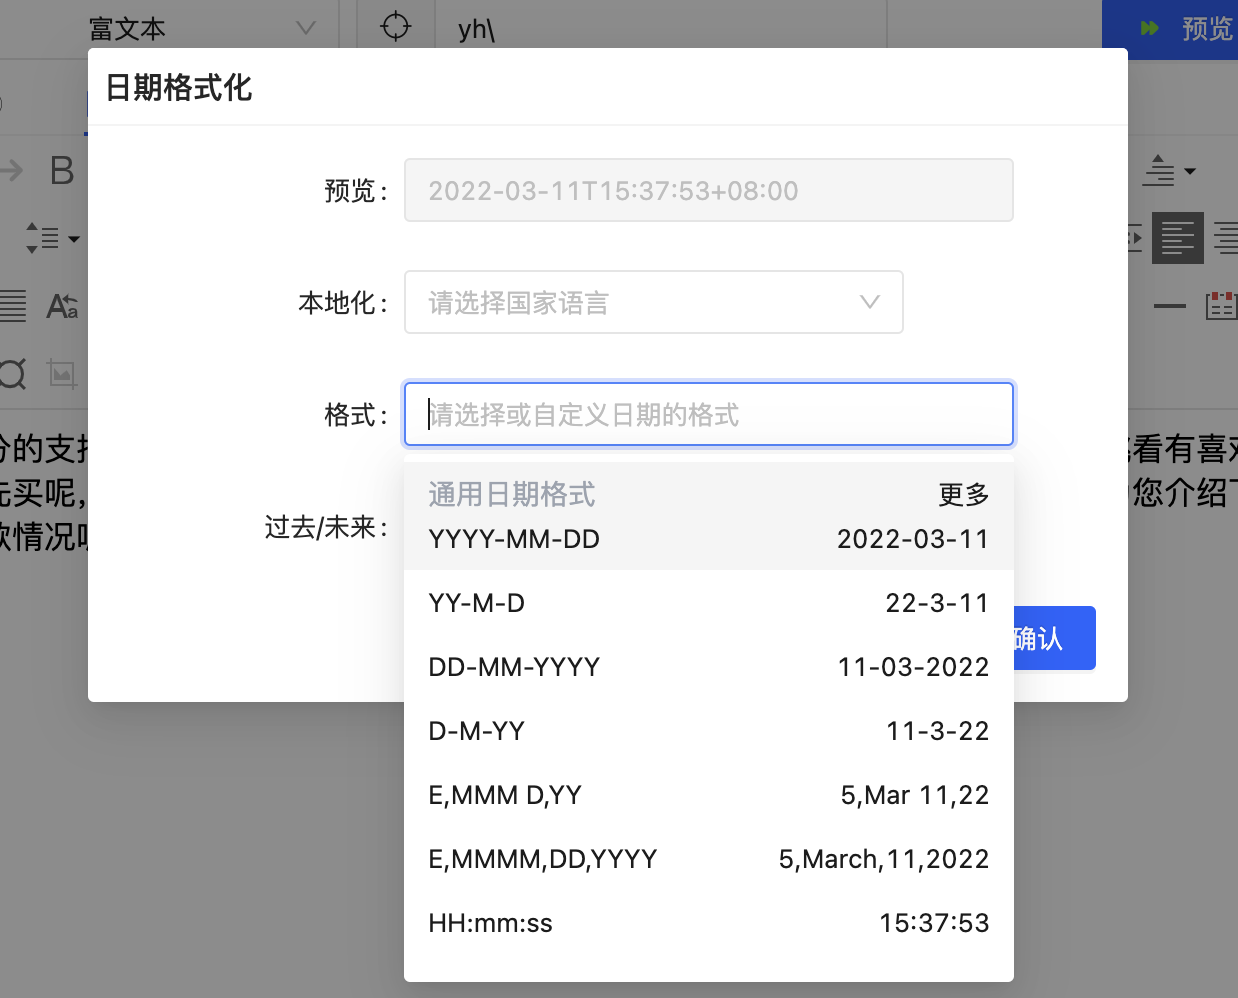 富文本
yh\
预览
日期格式化
B
预览：
2022-03-11T15:37:53+08:00
本地化：
请选择国家语言
格式：
请选择或自定义日期的格式
分的支
看有喜
通用日期格式
更多
先买呢,
您介绍
过去/未来：
YYYY-MM-DD
2022-03-11
款情况
YY-M-D
22-3-11
确认
DD-MM-YYYY
11-03-2022
D-M-YY
11-3-22
E,MMM D,YY
5,Mar 11,22
E,MMMM,DD,YYYY
5,March,11,2022
HH:mm:ss
15:37:53